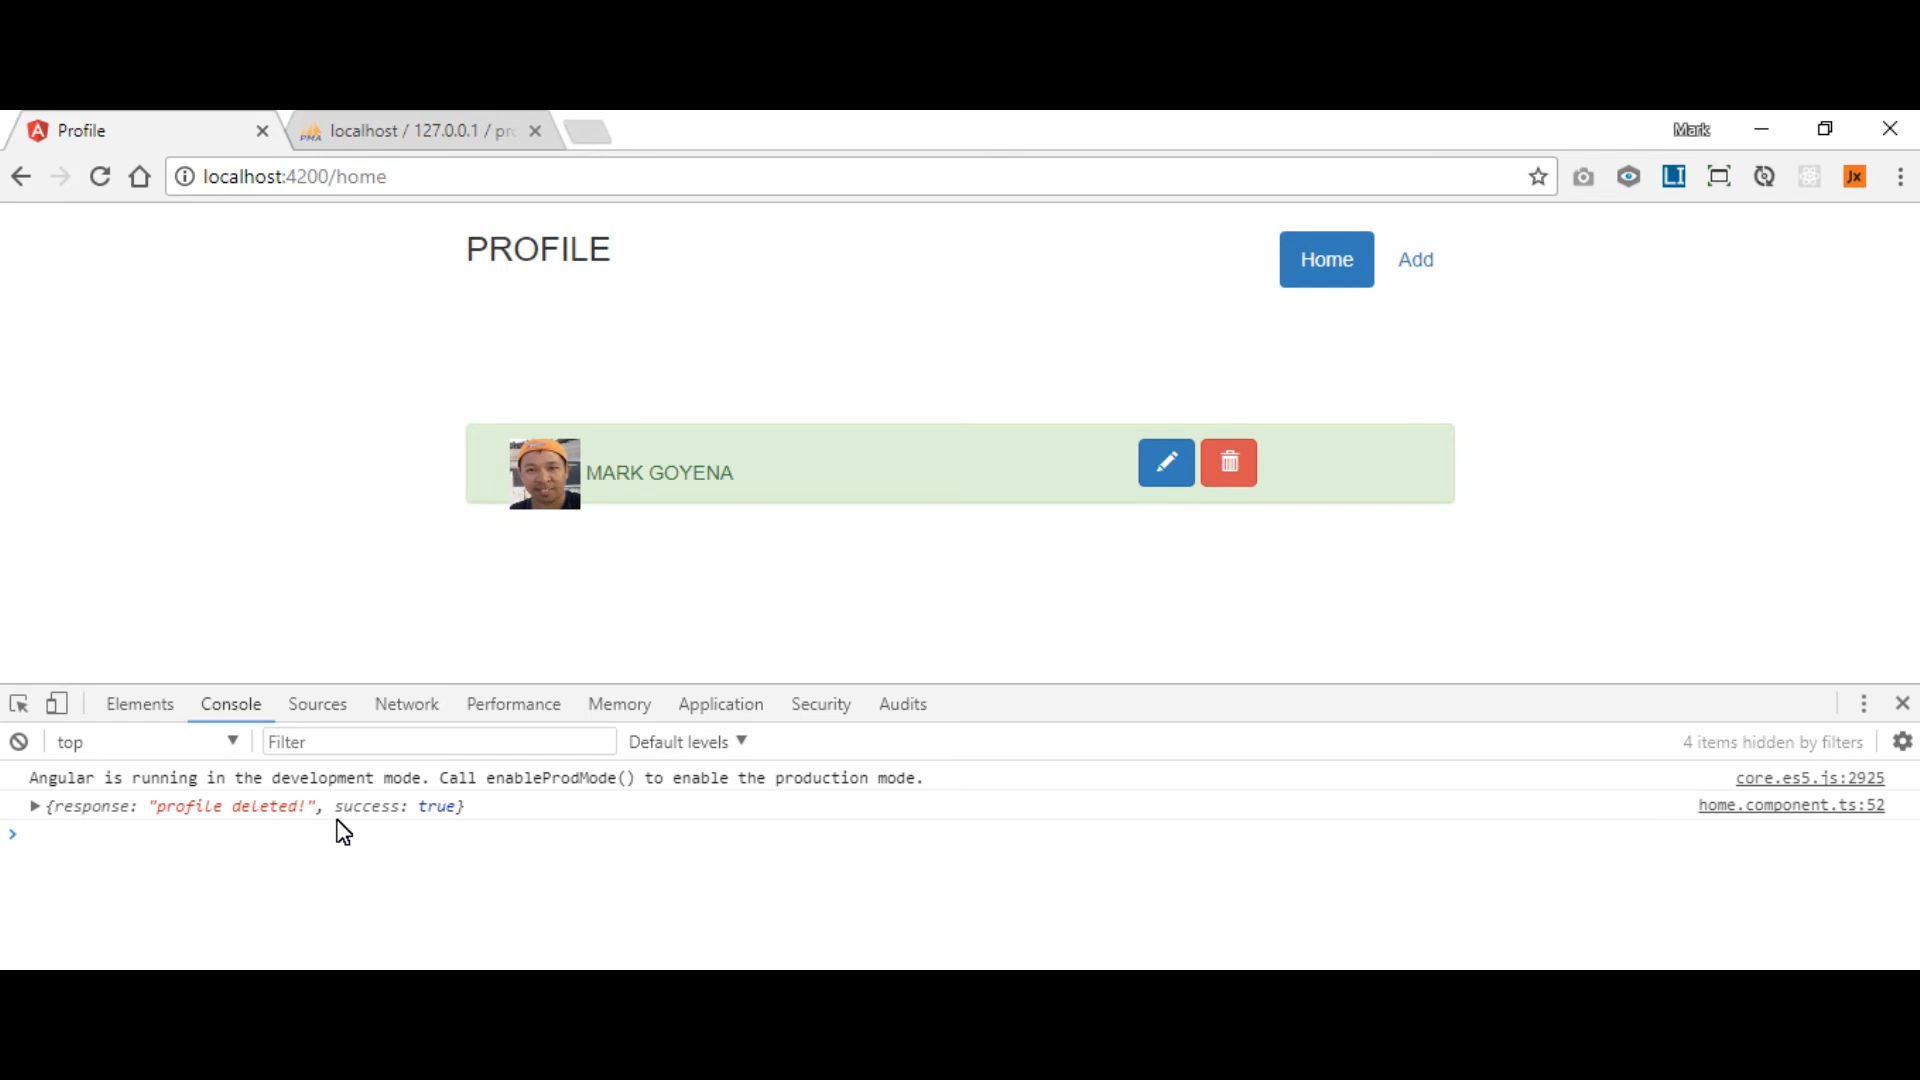 Profile
localhost / 127.0.0.1 / pr
Mark
localhost:4200/home
LI
Jx
PROFILE
Home
Add
MARK GOYENA
Elements Console Sources Network Performance Memory Application Security Audits
top
Filter
Default levels
4 items hidden by filters
Angular is running in the development mode. Call enableProdMode() to enable the production mode.
core.es5.js:2925
{response: "profile deleted!", success: true}
home.component.ts:52